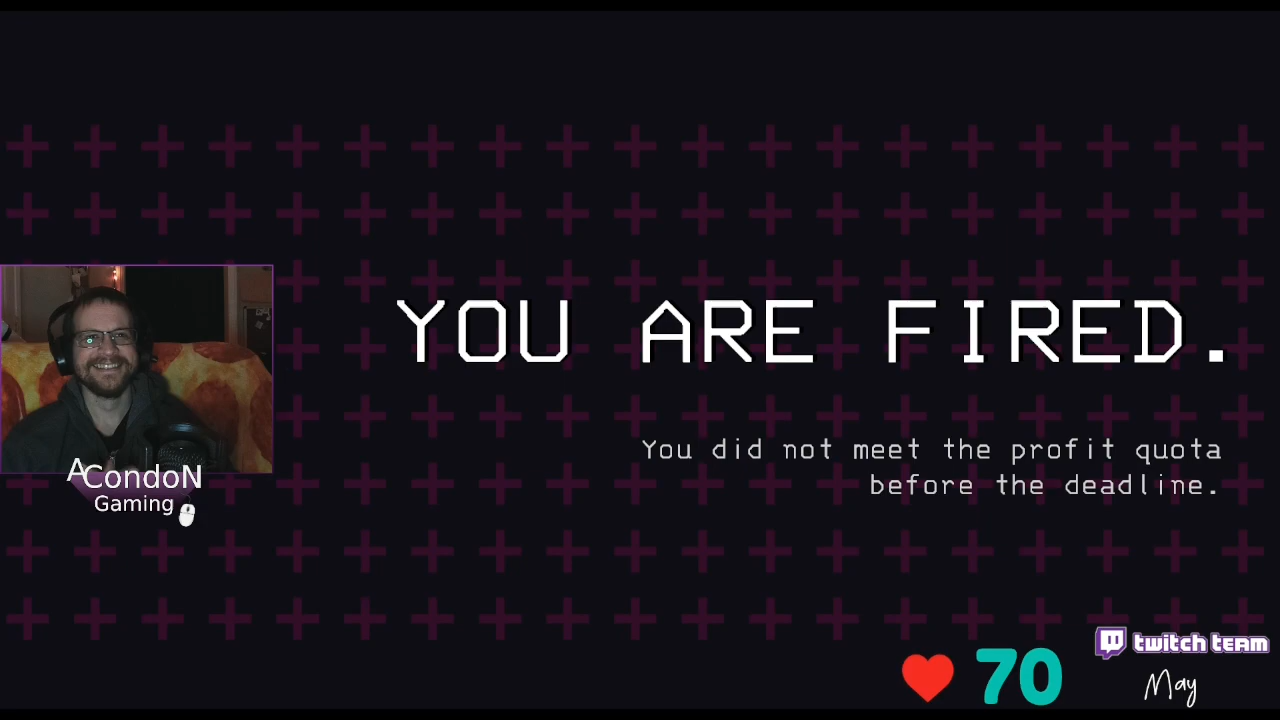 YOU ARE FIRED.
You did not meet the profit quota
before the deadline.
ACondoN
Gaming
70
twitch team
May